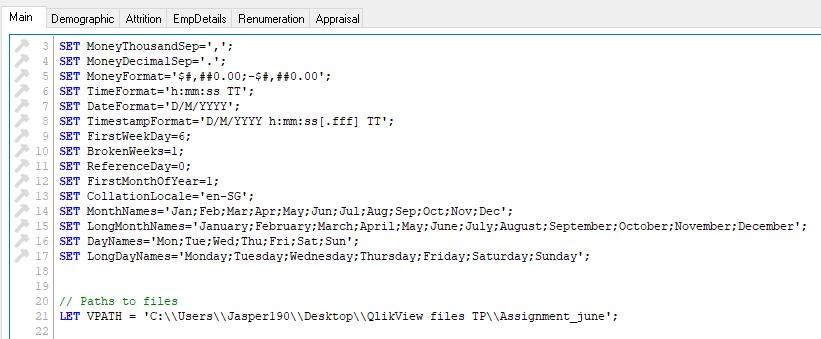 Main Demographic Attrition EmpDetails Renumeration Appraisal
3 SET MoneyThousandSep=',';
4 SET MoneyDecimalSep='.';
5 SET MoneyFormat='$#,##0.00;-$#,##0.00';
6 SET TimeFormat='h:mm:ss TT';
7 SET DateFormat='D/M/YYYY';
8 SET TimestampFormat='D/M/YYYY h:mm:ss[.fff] TT';
9 SET FirstWeekDay=6;
10 SET BrokenWeeks=1;
11 SET ReferenceDay=0;
12 SET FirstMonthOfYear=1;
13 SET CollationLocale='en-SG';
14 SET MonthNames='Jan;Feb;Mar;Apr;May;Jun;Jul;Aug;Sep;Oct;Nov;Dec';
15 SET LongMonthNames='January;February;March;April;May;June;July;August;September;October;November;December';
16 SET DayNames='Mon;Tue;Wed;Thu;Fri;Sat;Sun';
17 SET LongDayNames='Monday;Tuesday;Wednesday;Thursday;Friday;Saturday;Sunday';
18
19
20 // Paths to files
21 LET VPATH = 'C:\\Users\\Jasper190\\Desktop\\QlikView files TP\\Assignment_june';
22